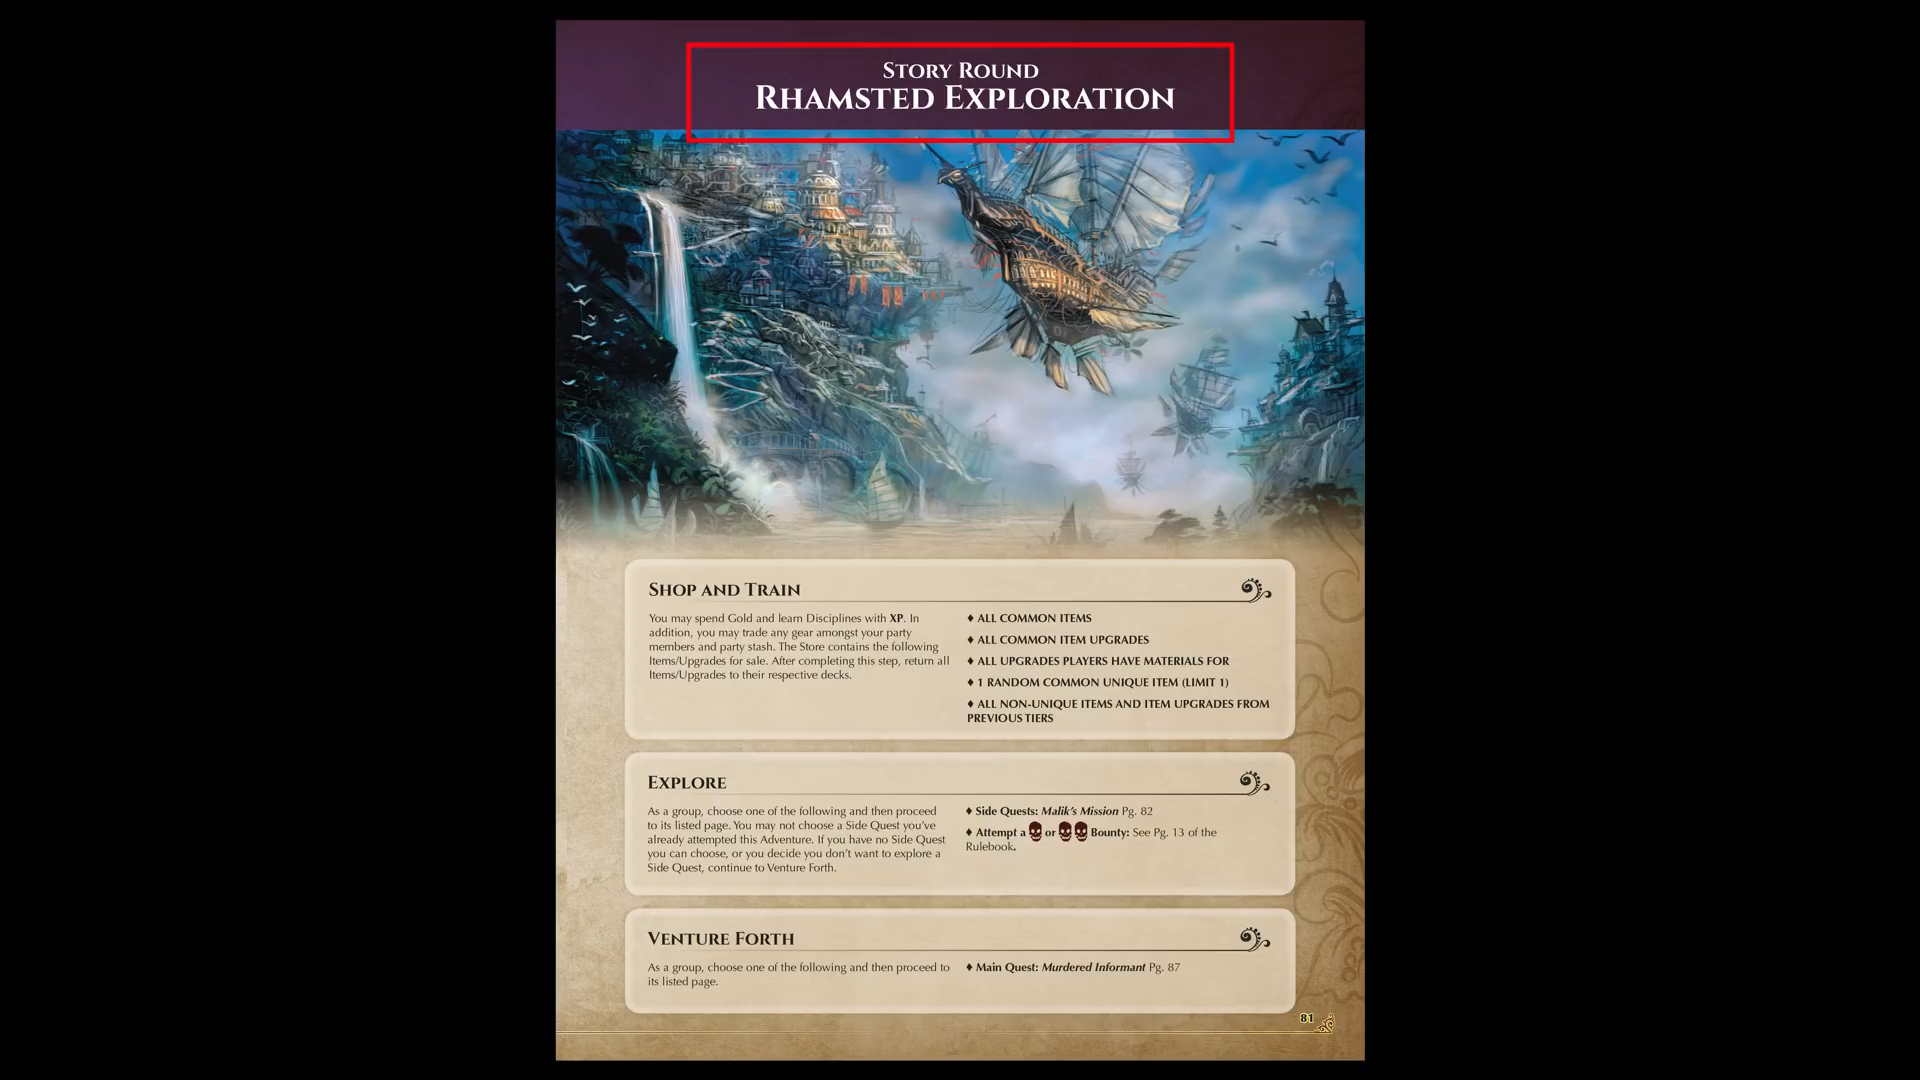 STORY ROUND
RHAMSTED EXPLORATION
SHOP AND TRAIN
You may spend Gold and learn Disciplines with XP. In
addition, you may trade any gear amongst your party
members and party stash. The Store contains the following
Items/Upgrades for sale. After completing this step, return all
Items/Upgrades to their respective decks.
♦ ALL COMMON ITEMS
♦ ALL COMMON ITEM UPGRADES
♦ ALL UPGRADES PLAYERS HAVE MATERIALS FOR
♦ 1 RANDOM COMMON UNIQUE ITEM (LIMIT 1)
♦ ALL NON-UNIQUE ITEMS AND ITEM UPGRADES FROM
PREVIOUS TIERS
EXPLORE
As a group, choose one of the following and then proceed
to its listed page. You may not choose a Side Quest you’ve
already attempted this Adventure. If you have no Side Quest
you can choose, or you decide you don’t want to explore a
Side Quest, continue to Venture Forth.
♦ Side Quests: Malik’s Mission Pg. 82
♦ Attempt a or Bounty: See Pg. 13 of the
Rulebook.
VENTURE FORTH
As a group, choose one of the following and then proceed to
its listed page.
♦ Main Quest: Murdered Informant Pg. 87
81